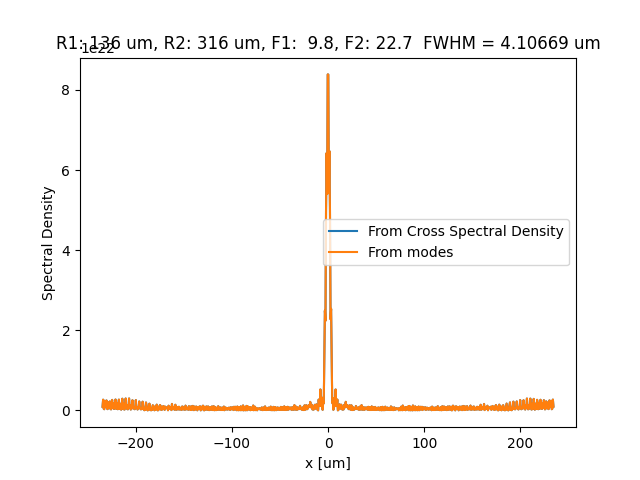 R1: 136 um, R2: 316 um, F1:  9.8, F2: 22.7  FWHM = 4.10669 um
1e22
8
6
4
2
0
Spectral Density
From Cross Spectral Density
From modes
−200
−100
0
100
200
x [um]